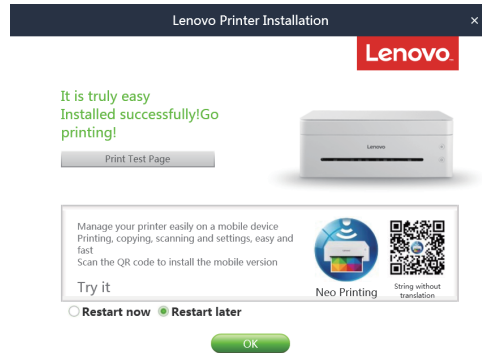 Lenovo Printer Installation
×
Lenovo
It is truly easy
Installed successfully!Go
printing!
Print Test Page
Lenovo
Manage your printer easily on a mobile device
Printing, copying, scanning and settings, easy and
fast
Scan the QR code to install the mobile version
Try it
Neo Printing
String without
translation
Restart now
Restart later
OK